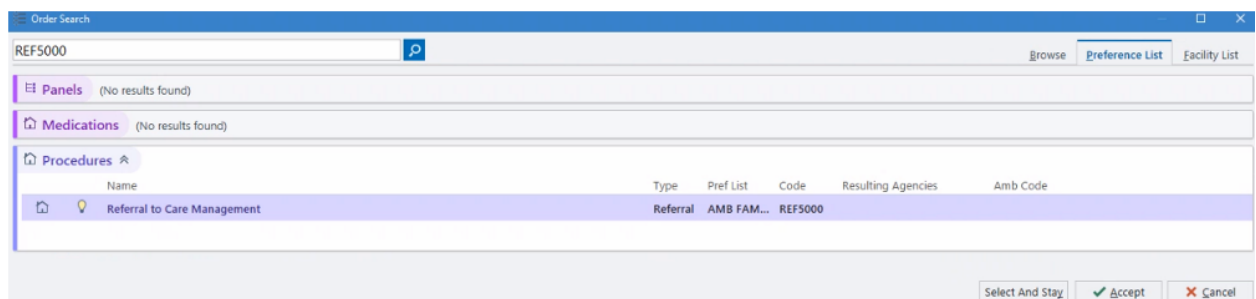 Order Search
REF5000
Browse Preference List Facility List
Panels (No results found)
Medications (No results found)
Procedures
Name Type Pref List Code Resulting Agencies Amb Code
Referral to Care Management Referral AMB FAM... REF5000
Select And Stay Accept Cancel